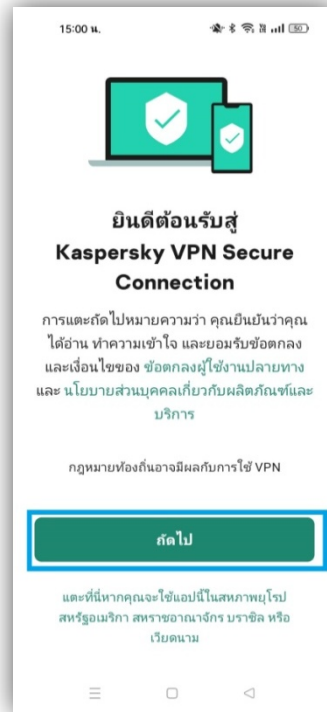 15:00 น.
50
ยินดีต้อนรับสู่
Kaspersky VPN Secure
Connection
การแตะถัดไปหมายความว่า คุณยืนยันว่าคุณ
ได้อ่าน ทำความเข้าใจ และยอมรับข้อตกลง
และเงื่อนไขของ ข้อตกลงผู้ใช้งานปลายทาง
และ นโยบายส่วนบุคคลเกี่ยวกับผลิตภัณฑ์และ
บริการ
กฎหมายท้องถิ่นอาจมีผลกับการใช้ VPN
ถัดไป
แตะที่นี่หากคุณจะใช้แอปนี้ในสหภาพยุโรป
สหรัฐอเมริกา สหราชอาณาจักร บราซิล หรือ
เวียดนาม